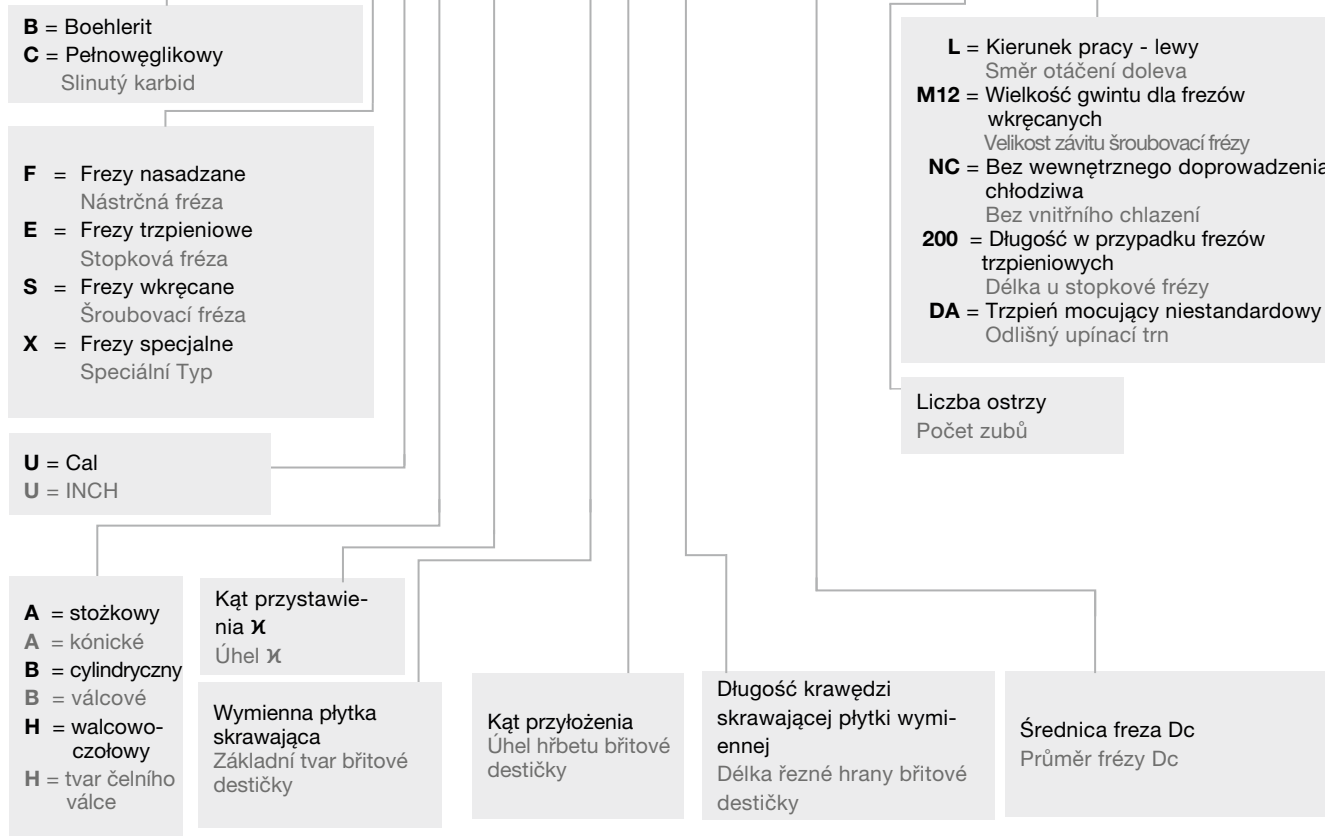 B = Boehlerit
C = Pełnowęglikowy
Slinutý karbid
F = Frezy nasadzane
Nástrčná fréza
E = Frezy trzpieniowe
Stopková fréza
S = Frezy wkręcane
Šroubovací fréza
X = Frezy specjalne
Speciální Typ
U = Cal
U = INCH
A = stożkowy
A = kónické
B = cylindryczny
B = válcové
H = walcowo-
czołowy
H = tvar čelního
válce
Kąt przystawie-
nia ϰ
Úhel ϰ
Wymienna płytka
skrawająca
Základní tvar břitové
destičky
Kąt przyłożenia
Úhel hřbetu břitové
destičky
Długość krawędzi
skrawającej płytki wymi-
ennej
Délka řezné hrany břitové
destičky
Średnica freza Dc
Průměr frézy Dc
Liczba ostrzy
Počet zubů
L = Kierunek pracy - lewy
Směr otáčení doleva
M12 = Wielkość gwintu dla frezów
wkręcanych
Velikost závitu šroubovací frézy
NC = Bez wewnętrznego doprowadzenia
chłodziwa
Bez vnitřního chlazení
200 = Długość w przypadku frezów
trzpieniowych
Délka u stopkové frézy
DA = Trzpień mocujący niestandardowy
Odlišný upínací trn